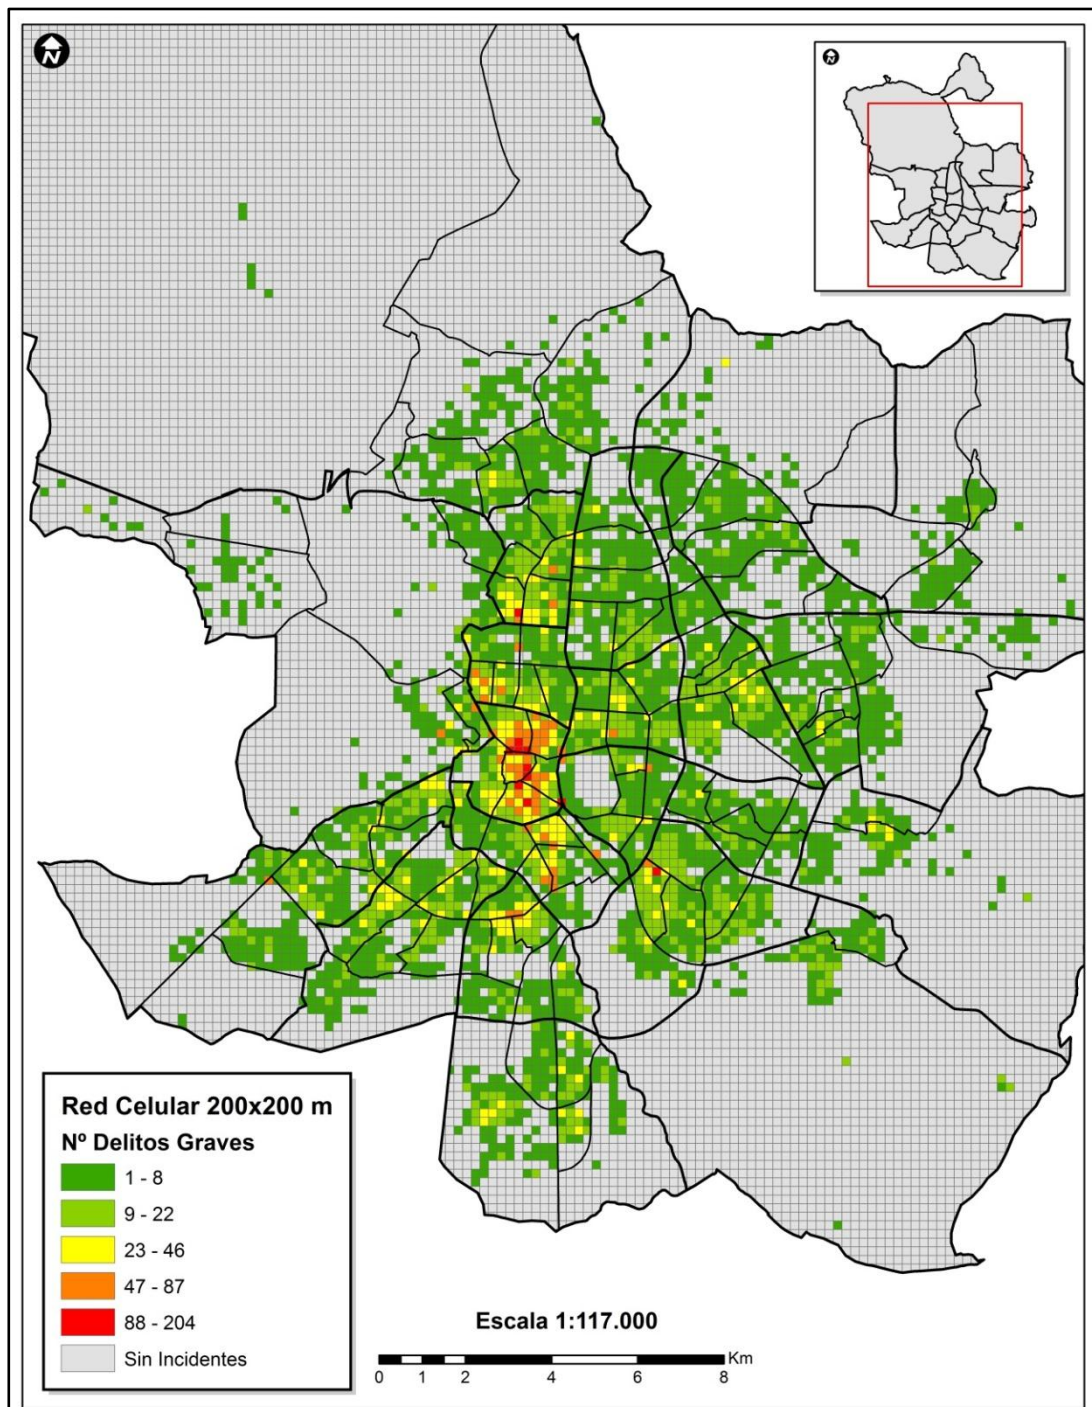 N
N
Red Celular 200x200 m
Nº Delitos Graves
1 - 8
9 - 22
23 - 46
47 - 87
88 - 204
Sin Incidentes
Escala 1:117.000
Km
0 1 2 4 6 8